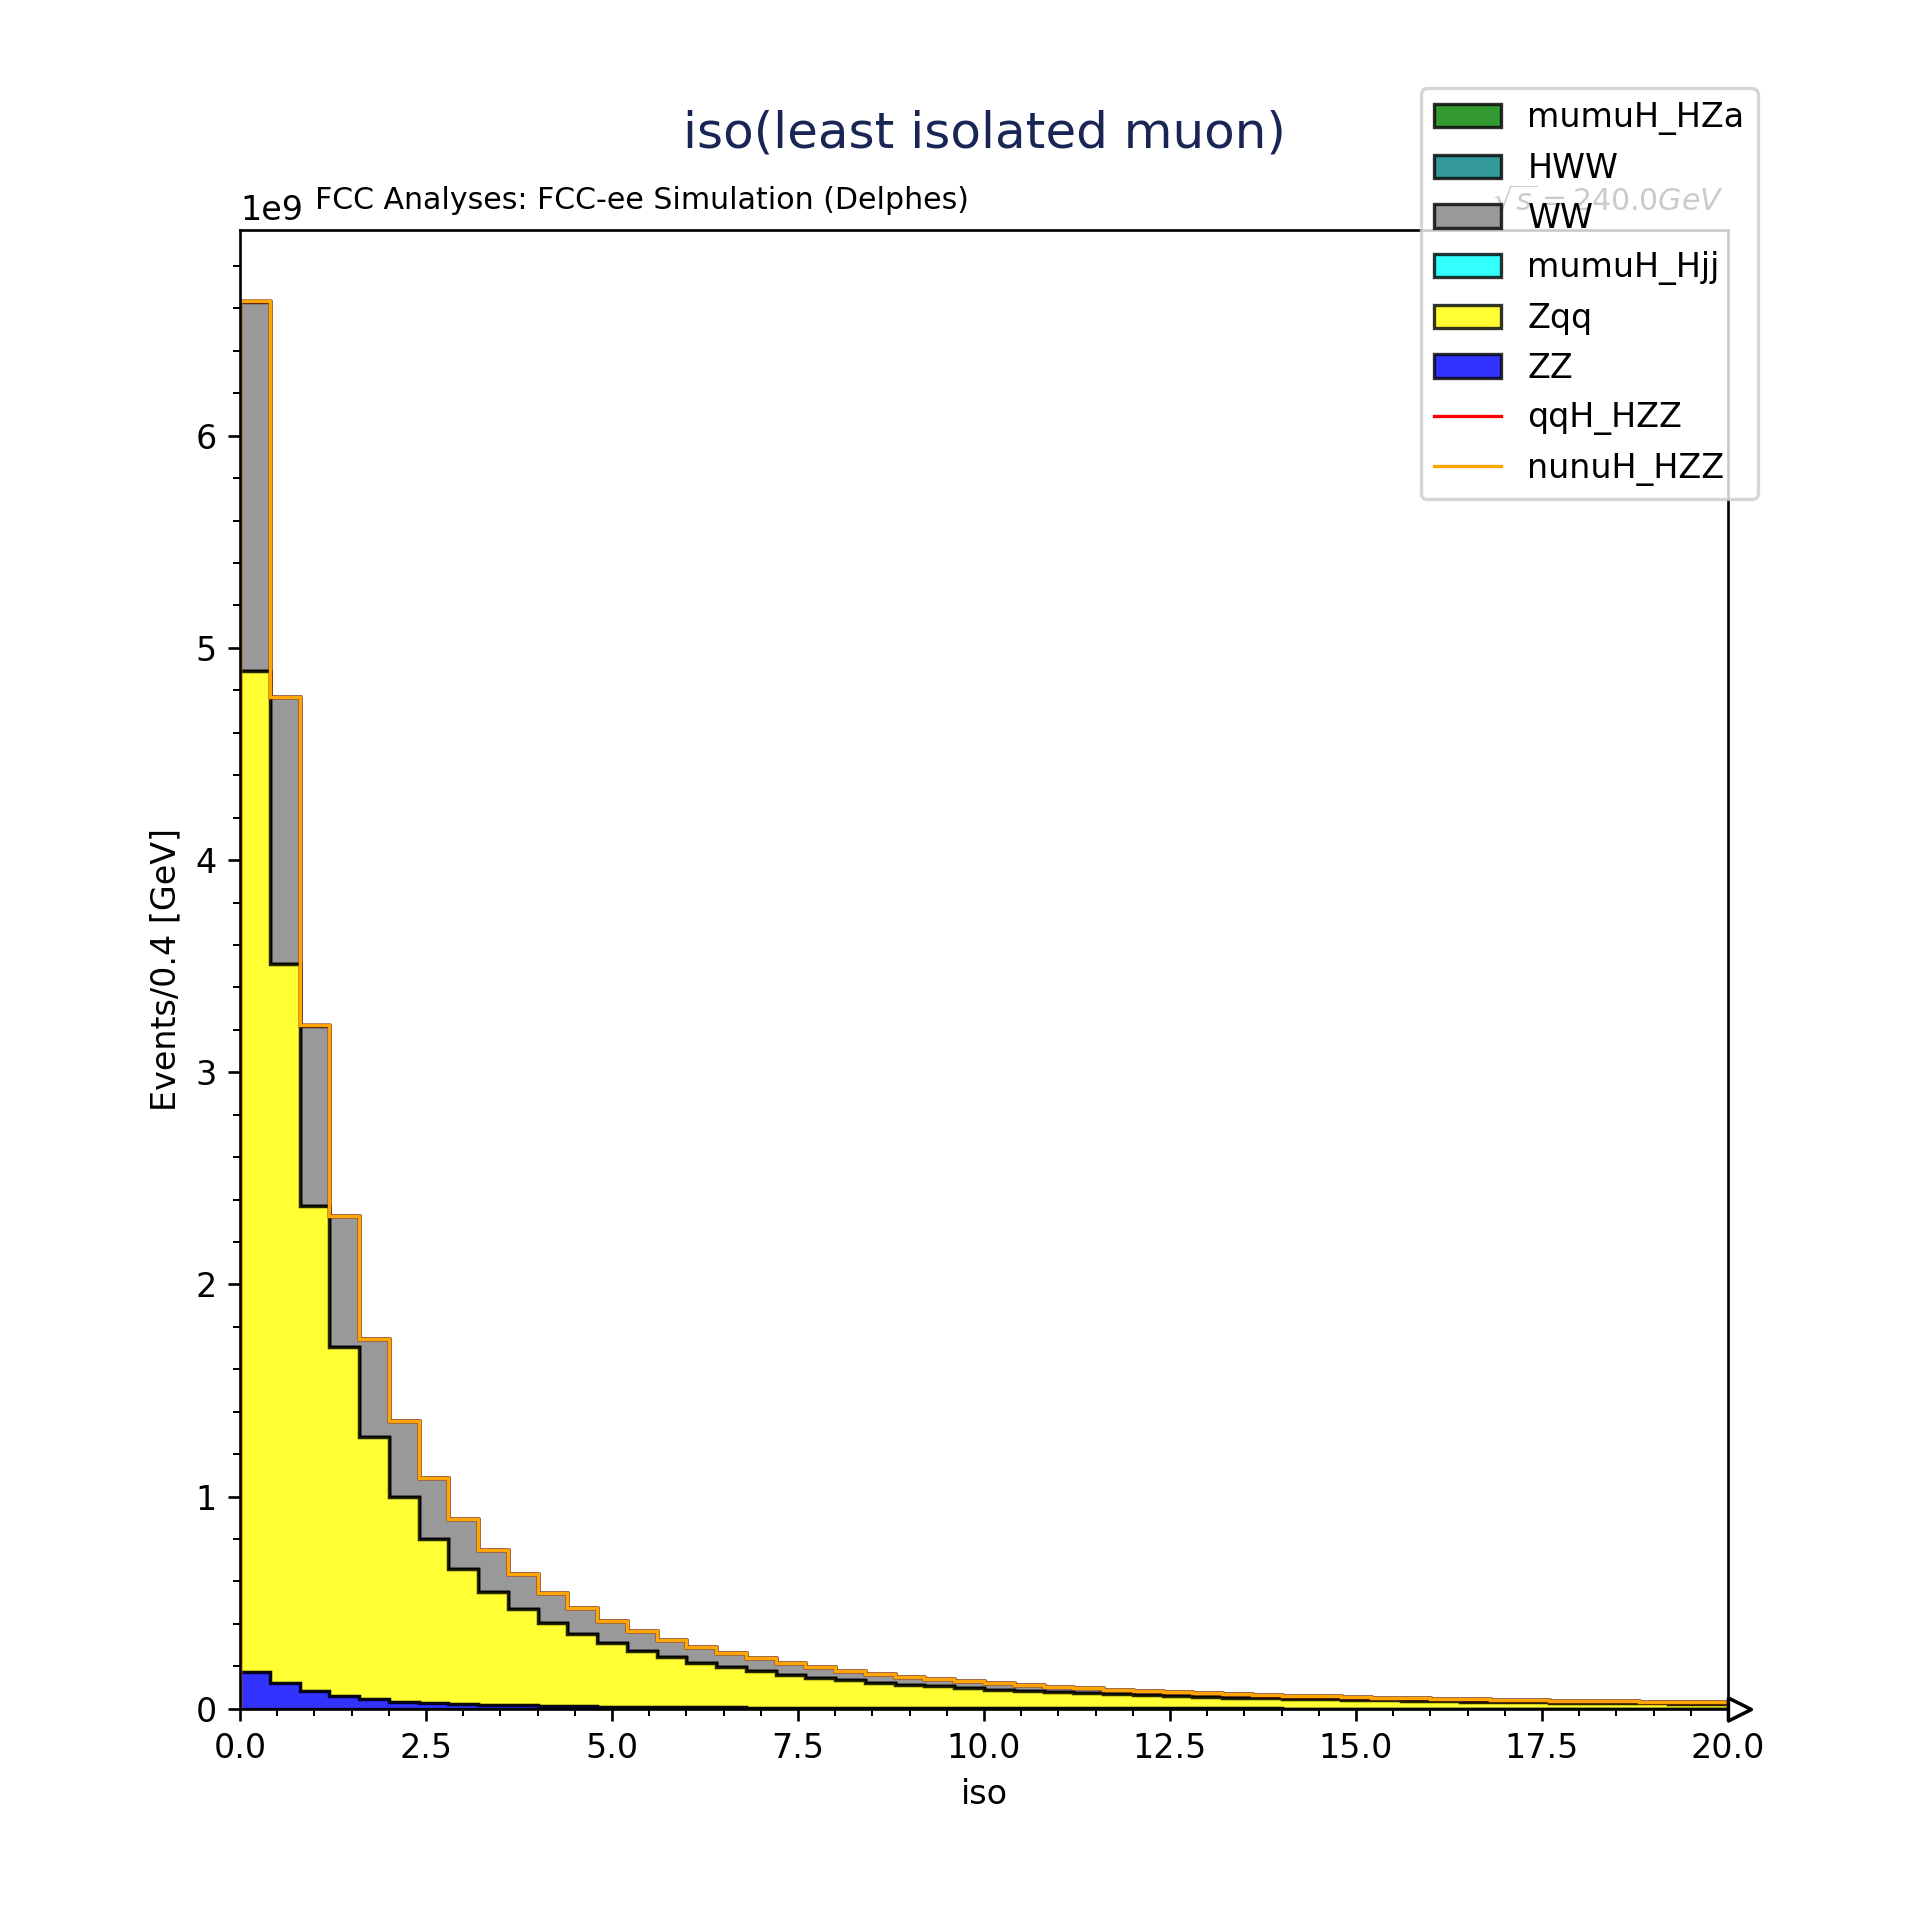 iso(least isolated muon)
1e9 FCC Analyses: FCC-ee Simulation (Delphes)
√s = 240.0GeV
mumuH_HZa
HWW
WW
mumuH_Hjj
Zqq
ZZ
qqH_HZZ
nunuH_HZZ
Events/0.4 [GeV]
6
5
4
3
2
1
0
0.0 2.5 5.0 7.5 10.0 12.5 15.0 17.5 20.0
iso